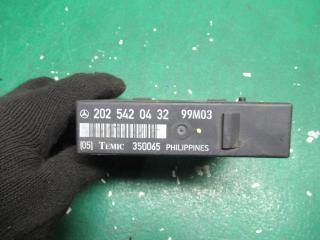 202 542 04 32 99M03
[05] TEMIC 350065 PHILIPPINES